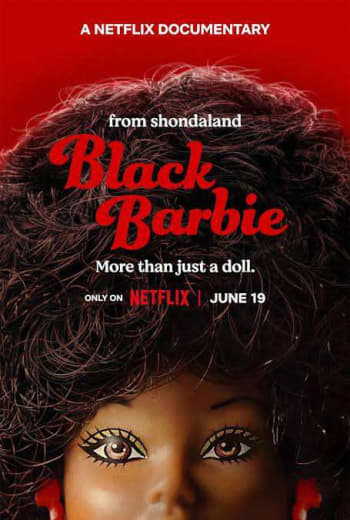 A NETFLIX DOCUMENTARY
from shondaland
Black
Barbie
More than just a doll.
ONLY ON NETFLIX | JUNE 19